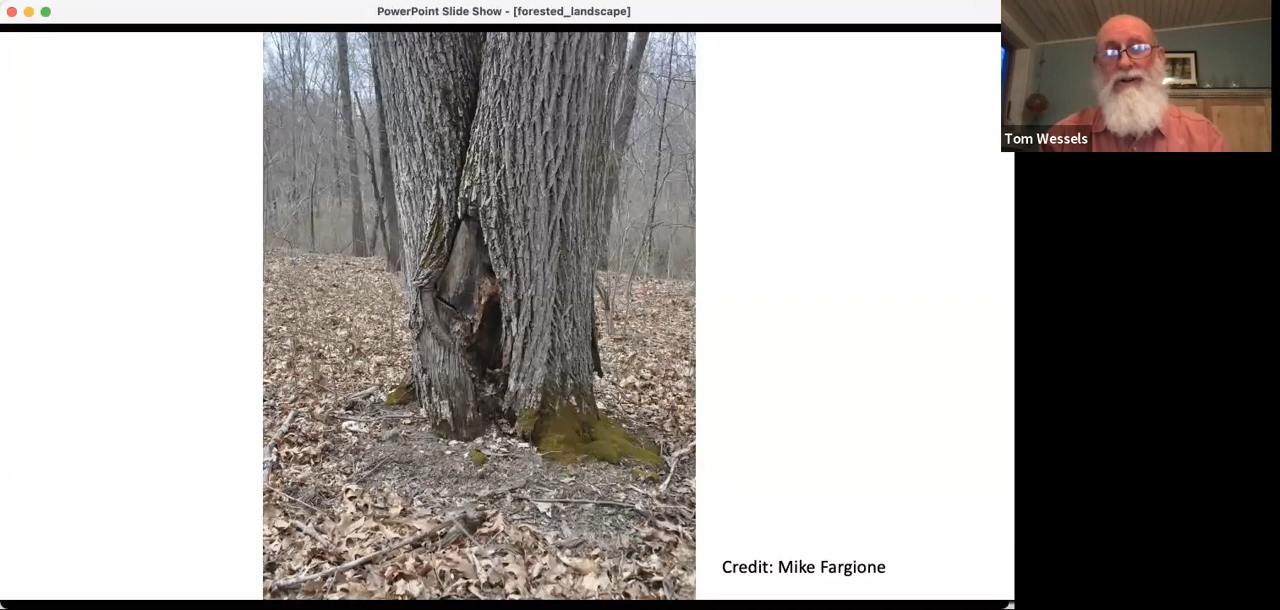 PowerPoint Slide Show - [forested_landscape]
Tom Wessels
Credit: Mike Fargione